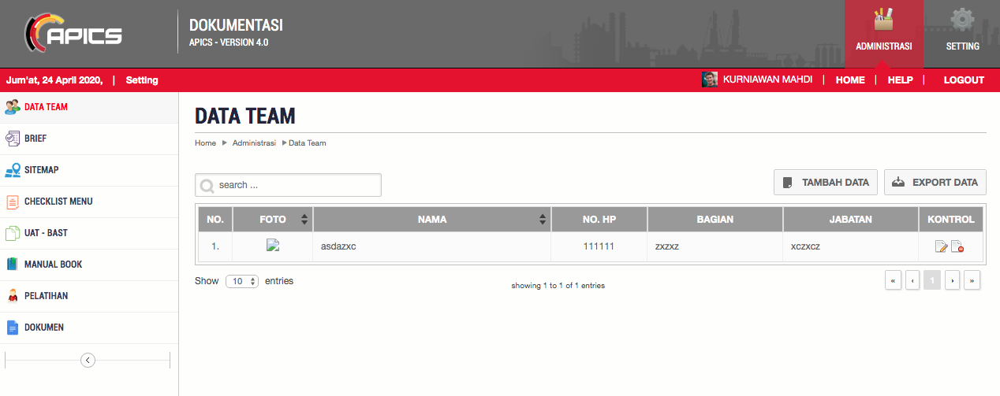 APICS
DOKUMENTASI
APICS - VERSION 4.0
ADMINISTRASI
SETTING
Jum'at, 24 April 2020, | Setting
KURNIAWAN MAHDI | HOME | HELP | LOGOUT
DATA TEAM
BRIEF
SITEMAP
CHECKLIST MENU
UAT - BAST
MANUAL BOOK
PELATIHAN
DOKUMEN
DATA TEAM
Home Administrasi Data Team
search ...
TAMBAH DATA
EXPORT DATA
NO. FOTO NAMA NO. HP BAGIAN JABATAN KONTROL
1. asdazxc 111111 zxzxz xczxcz
Show 10 entries
showing 1 to 1 of 1 entries
« ‹ 1 › »